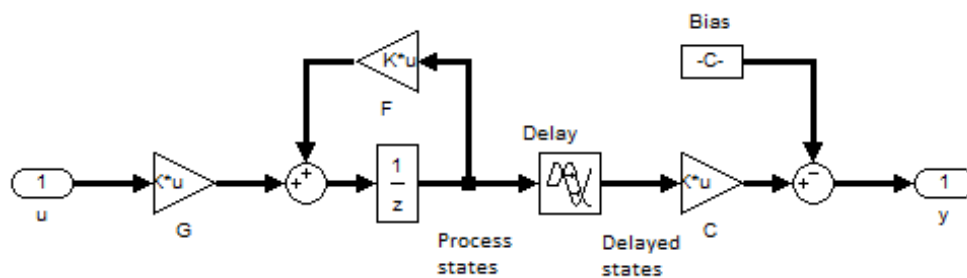 Bias
-C-
K*u
F
Delay
1
u
K*u
G
+
+
1
z
K*u
C
+
−
1
y
Process
states
Delayed
states